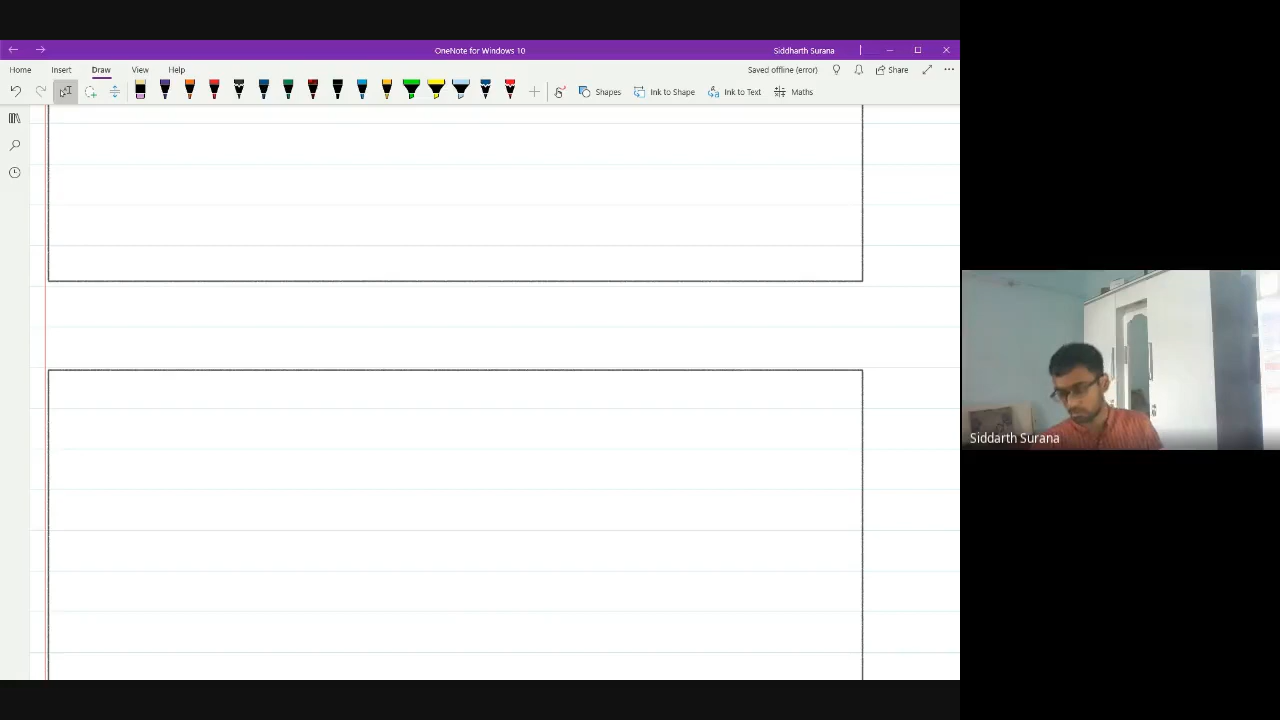 OneNote for Windows 10
Siddharth Surana
Home Insert Draw View Help
Saved offline (error) Share
Shapes Ink to Shape Ink to Text Maths
Siddarth Surana